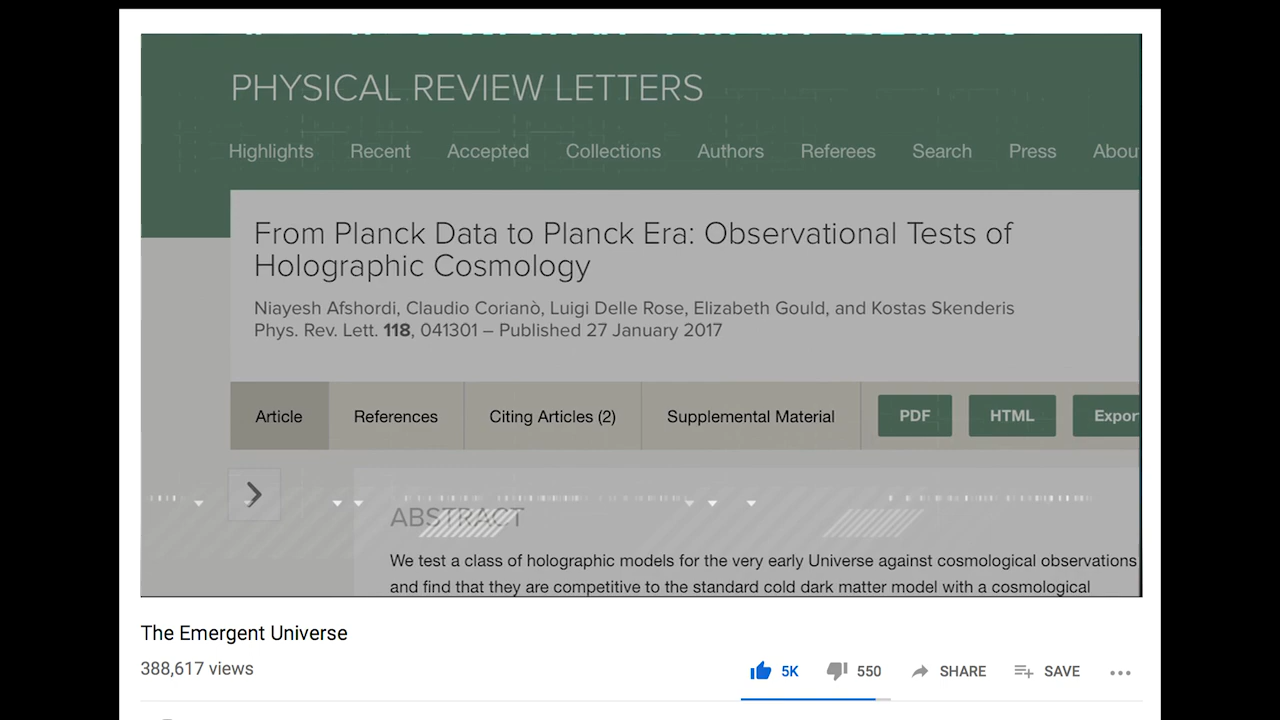 PHYSICAL REVIEW LETTERS
Highlights Recent Accepted Collections Authors Referees Search Press Abou
From Planck Data to Planck Era: Observational Tests of
Holographic Cosmology
Niayesh Afshordi, Claudio Corianò, Luigi Delle Rose, Elizabeth Gould, and Kostas Skenderis
Phys. Rev. Lett. 118, 041301 – Published 27 January 2017
Article References Citing Articles (2) Supplemental Material PDF HTML Expor
ABSTRACT
We test a class of holographic models for the very early Universe against cosmological observations
and find that they are competitive to the standard cold dark matter model with a cosmological
The Emergent Universe
388,617 views
5K 550 SHARE SAVE